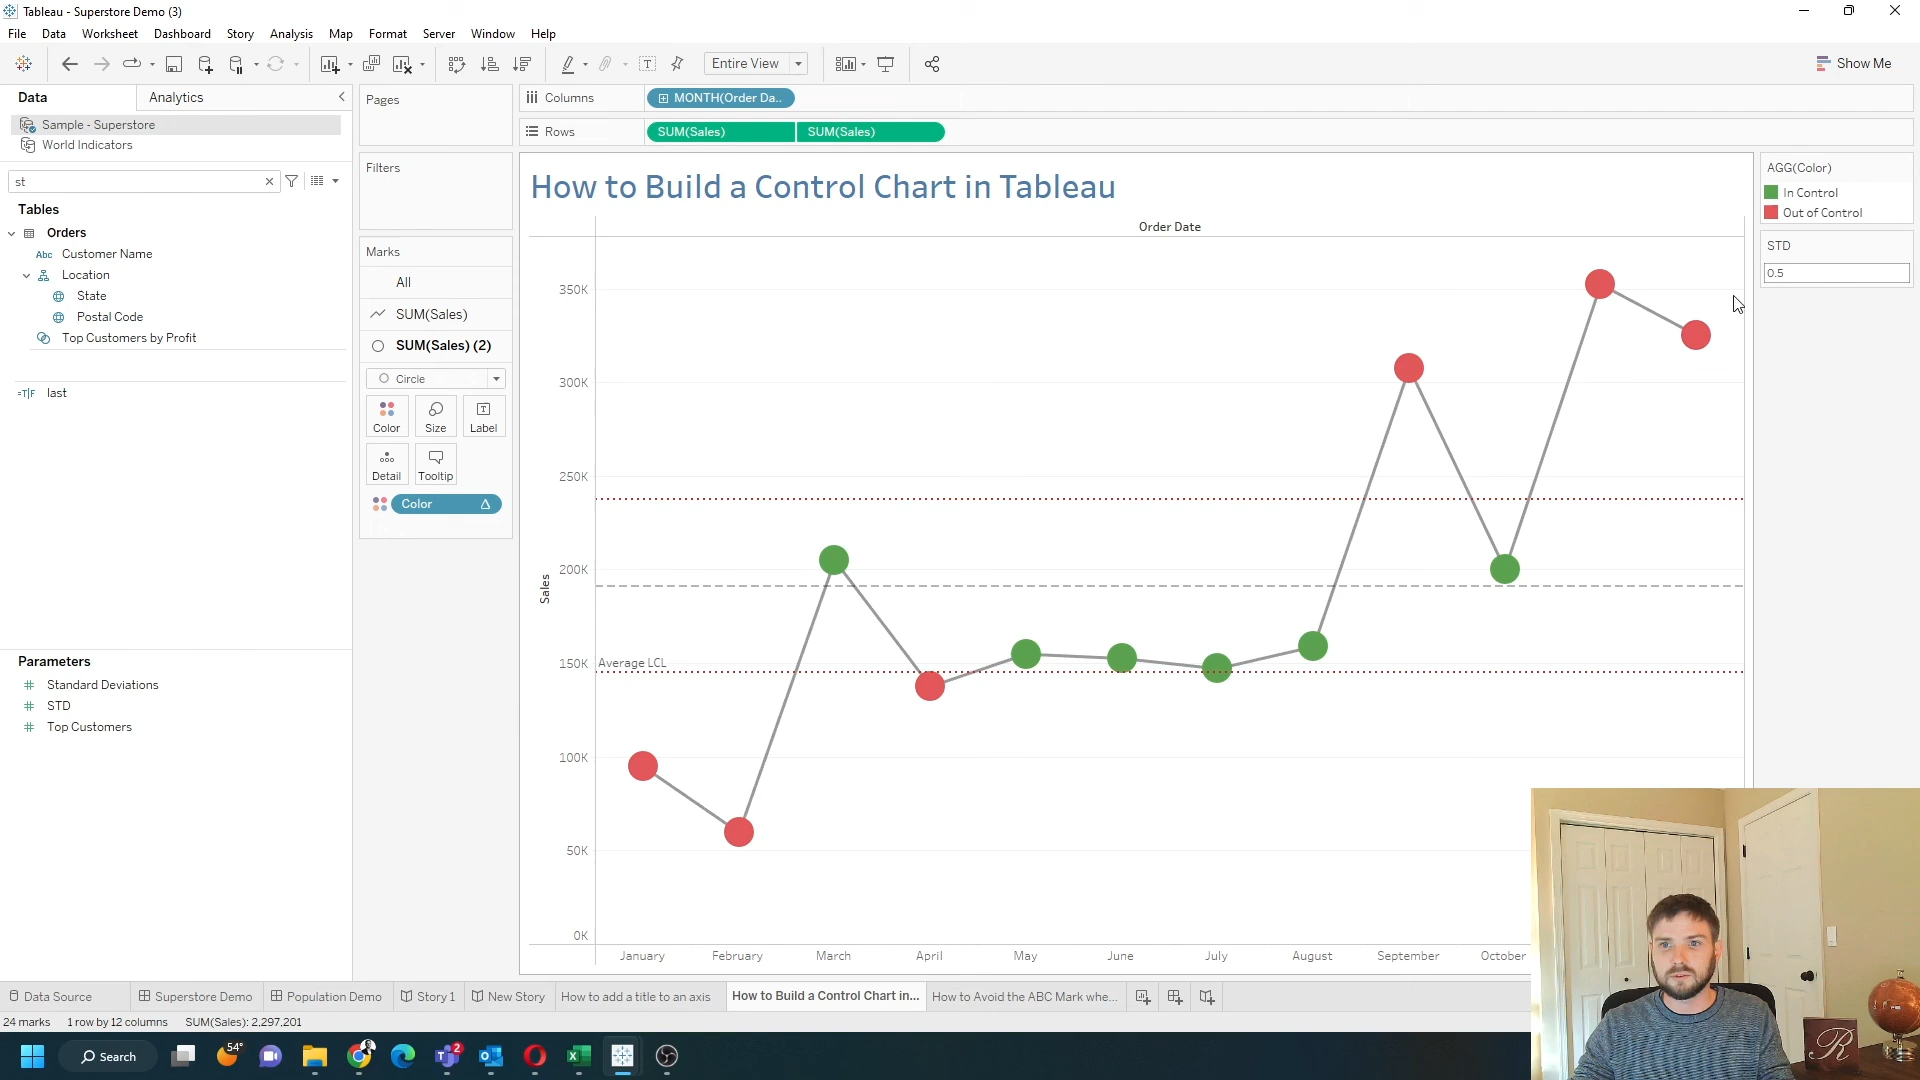 Tableau - Superstore Demo (3)
File Data Worksheet Dashboard Story Analysis Map Format Server Window Help
Entire View
Show Me
Data Analytics
Sample - Superstore
World Indicators
st
Tables
Orders
Abc Customer Name
Location
State
Postal Code
Top Customers by Profit
=T|F last
Parameters
# Standard Deviations
# STD
# Top Customers
Pages
Filters
Marks
All
SUM(Sales)
SUM(Sales) (2)
Circle
Color Size Label
Detail Tooltip
Color
Columns MONTH(Order Da..
Rows SUM(Sales) SUM(Sales)
How to Build a Control Chart in Tableau
Order Date
350K
300K
250K
200K
150K
100K
50K
0K
Sales
Average LCL
January February March April May June July August September October
AGG(Color)
In Control
Out of Control
STD
0.5
Data Source Superstore Demo Population Demo Story 1 New Story How to add a title to an axis How to Build a Control Chart in... How to Avoid the ABC Mark whe...
24 marks 1 row by 12 columns SUM(Sales): 2,297,201
Search
54°
2
R